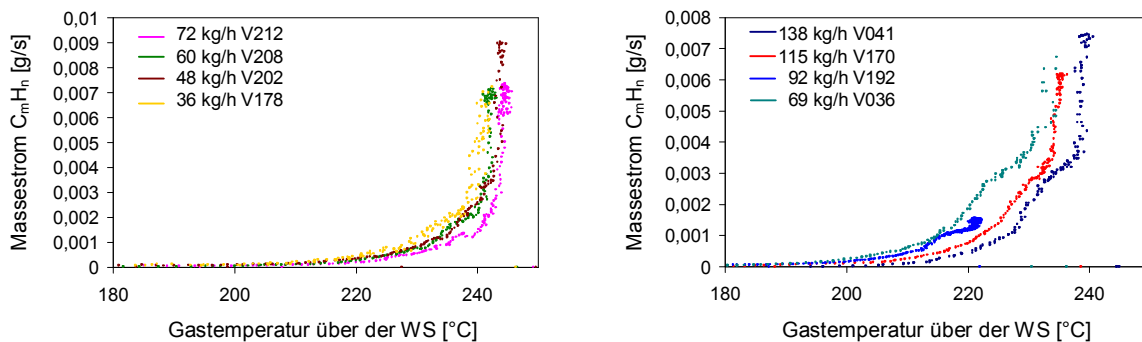 0,01
0,009
0,008
0,007
0,006
0,005
0,004
0,003
0,002
0,001
0
Massestrom CmHn [g/s]
72 kg/h V212
60 kg/h V208
48 kg/h V202
36 kg/h V178
180 200 220 240
Gastemperatur über der WS [°C]
0,008
0,007
0,006
0,005
0,004
0,003
0,002
0,001
0,000
Massestrom CmHn [g/s]
138 kg/h V041
115 kg/h V170
92 kg/h V192
69 kg/h V036
180 200 220 240
Gastemperatur über der WS [°C]